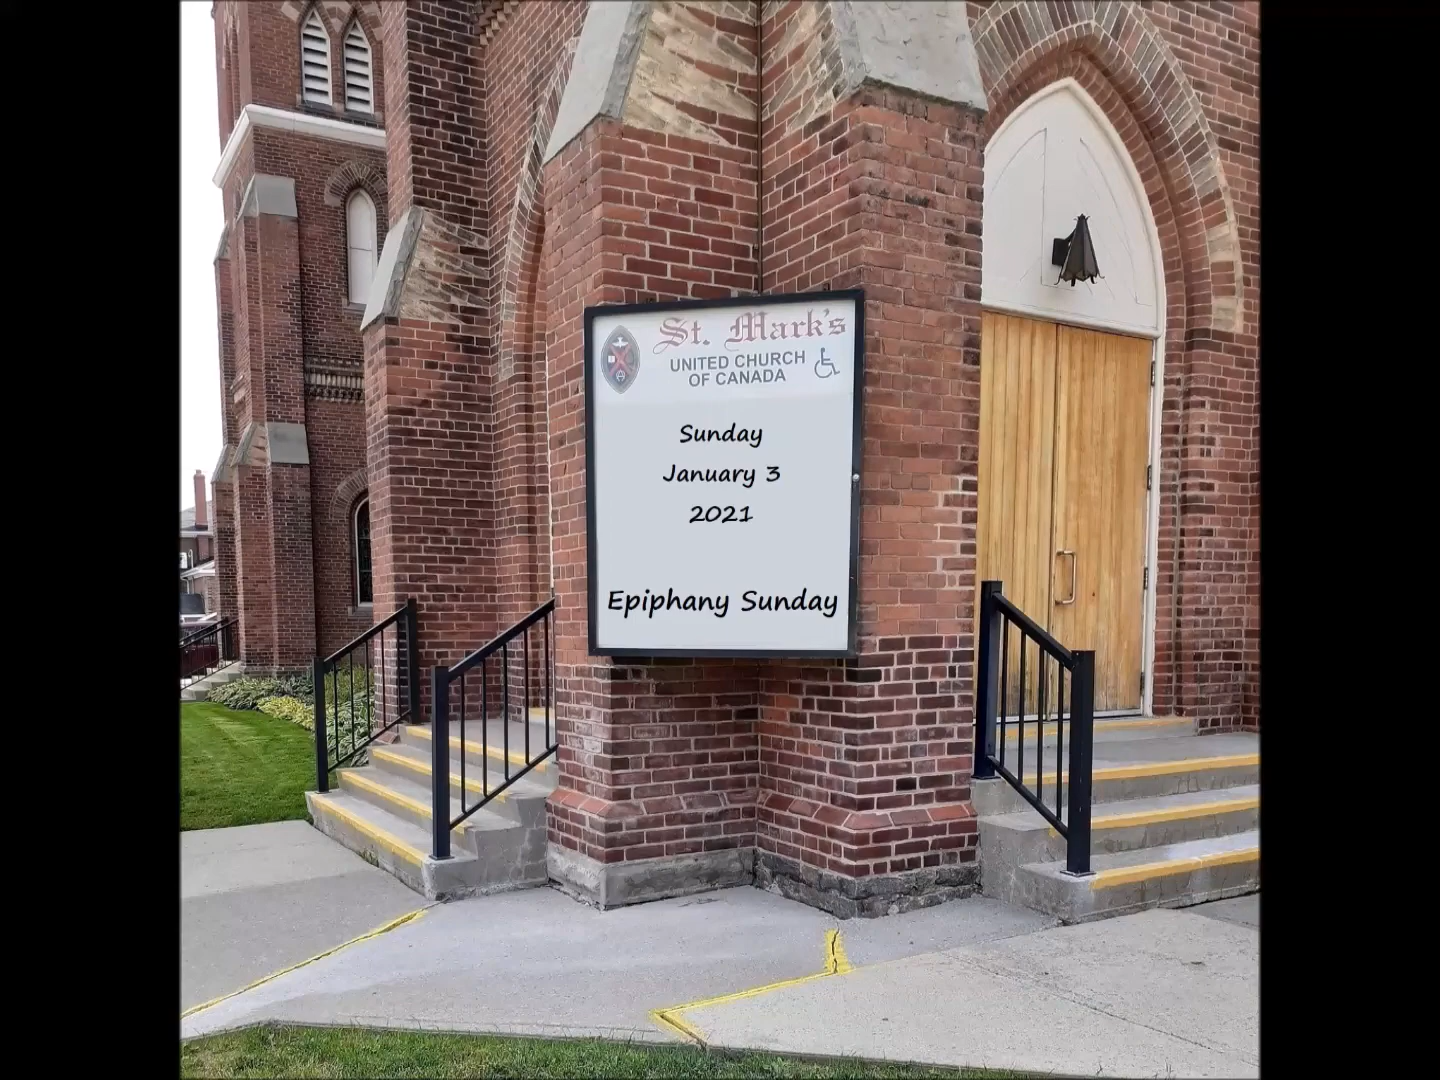 St. Mark's
UNITED CHURCH
OF CANADA
Sunday
January 3
2021
Epiphany Sunday